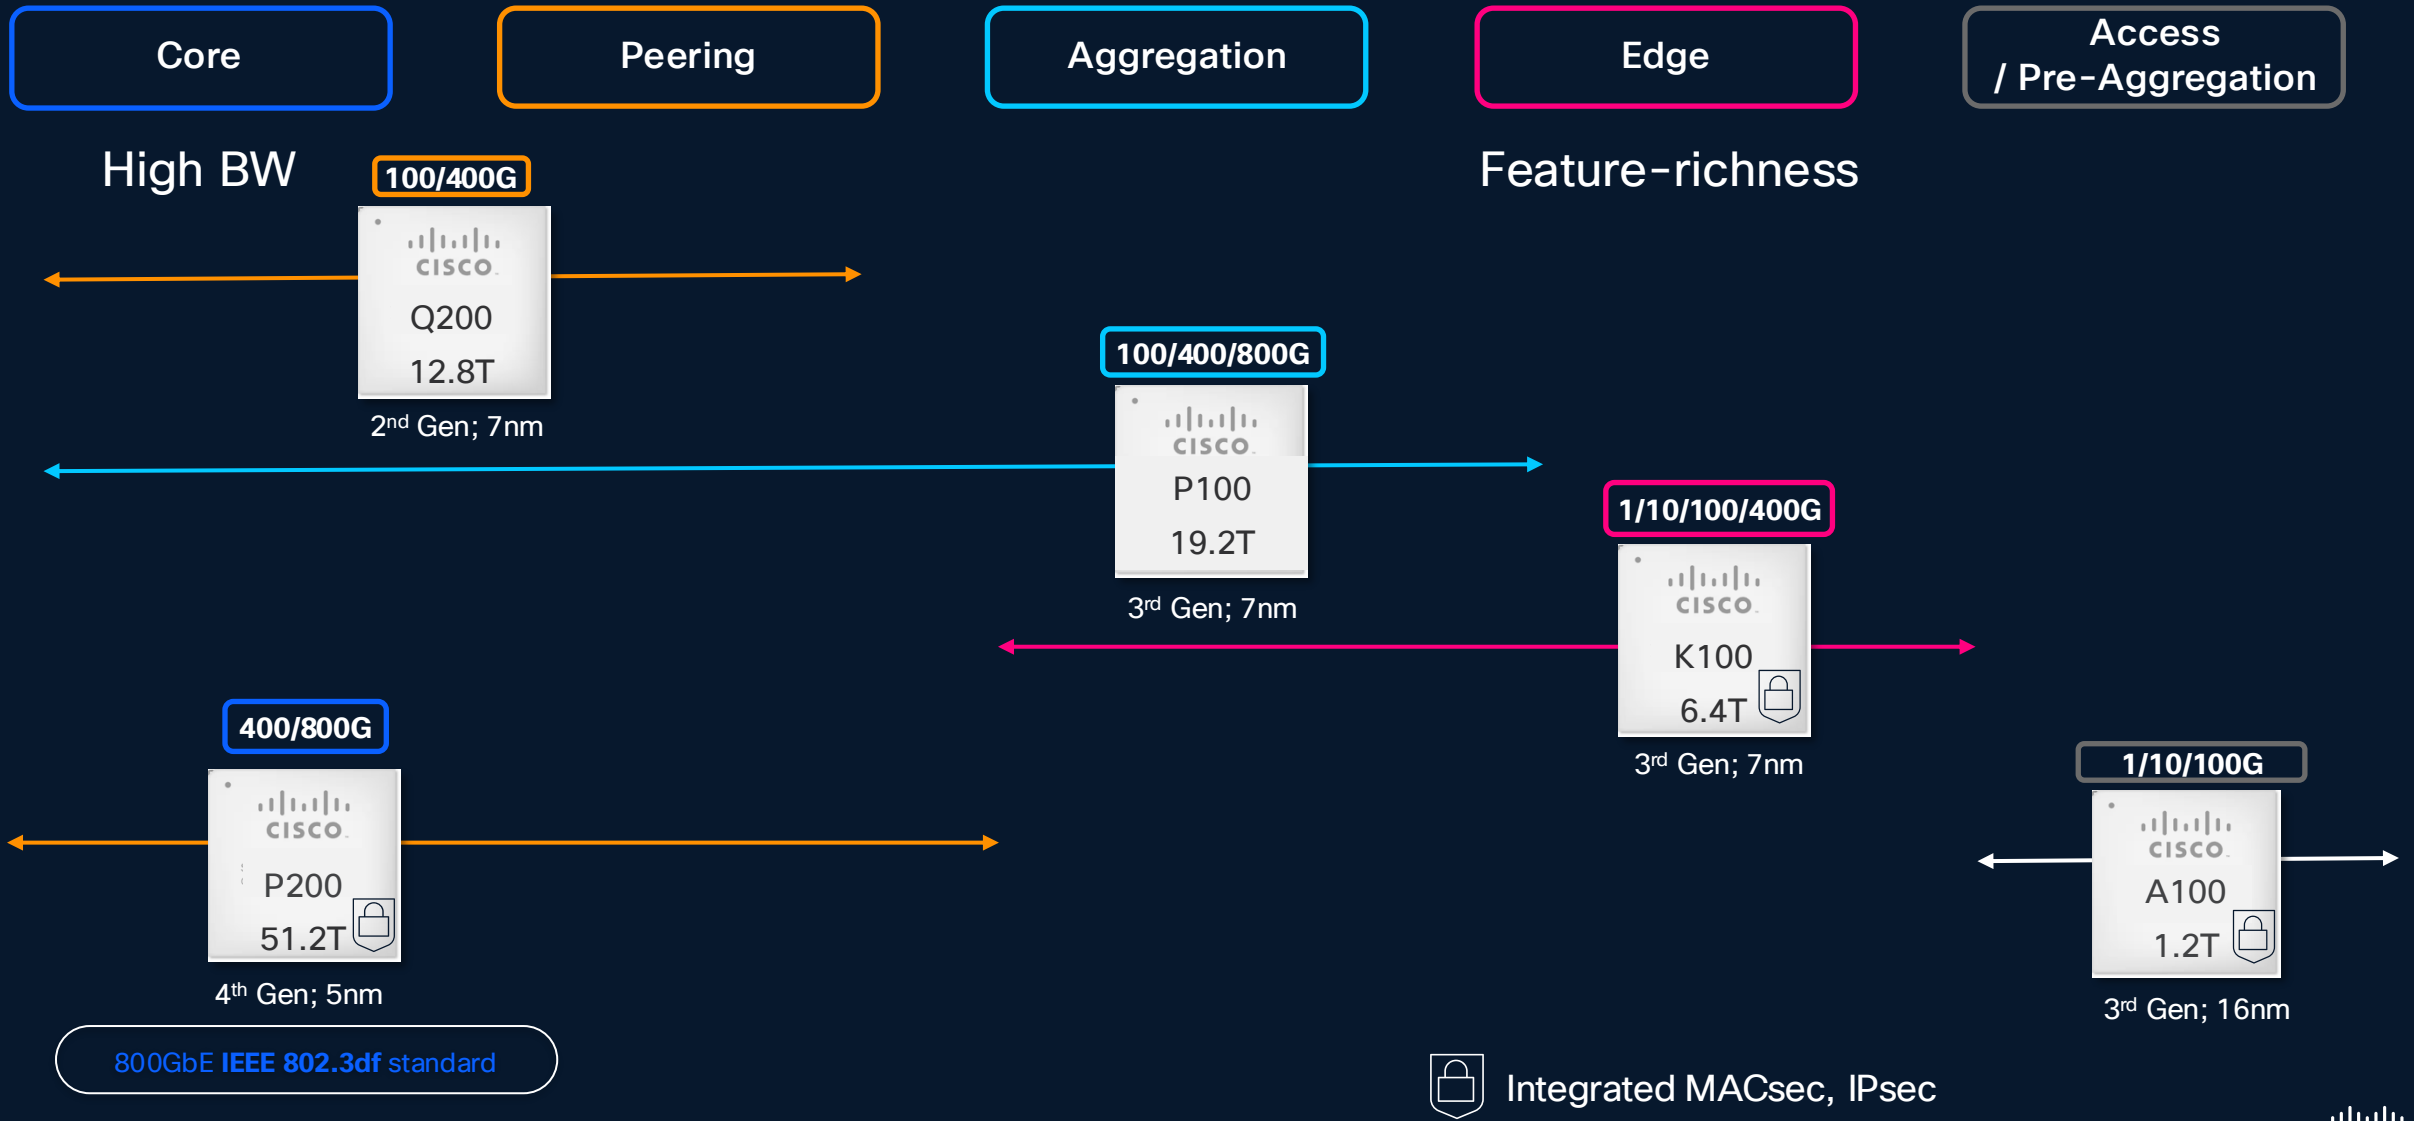 Core
Peering
Aggregation
Edge
Access
/ Pre-Aggregation
High BW
Feature-richness
100/400G
CISCO
Q200
12.8T
2nd Gen; 7nm
100/400/800G
CISCO
P100
19.2T
3rd Gen; 7nm
1/10/100/400G
CISCO
K100
6.4T
3rd Gen; 7nm
400/800G
CISCO
P200
51.2T
4th Gen; 5nm
800GbE IEEE 802.3df standard
1/10/100G
CISCO
A100
1.2T
3rd Gen; 16nm
Integrated MACsec, IPsec